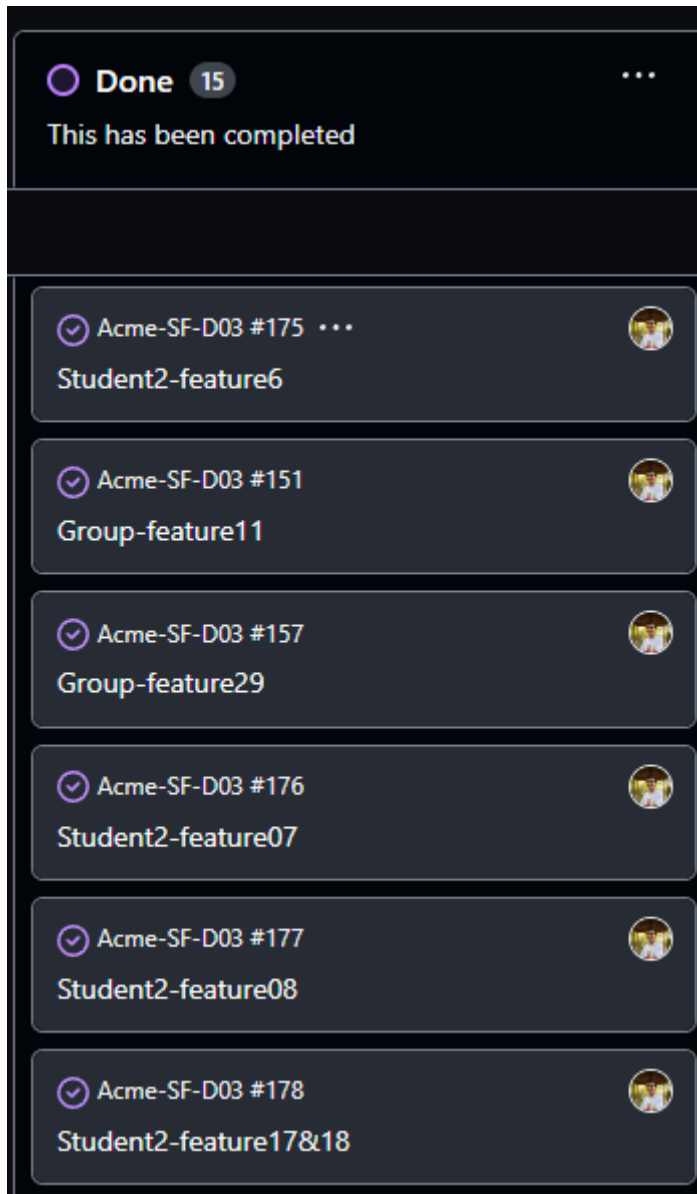 Done 15
This has been completed
Acme-SF-D03 #175
Student2-feature6
Acme-SF-D03 #151
Group-feature11
Acme-SF-D03 #157
Group-feature29
Acme-SF-D03 #176
Student2-feature07
Acme-SF-D03 #177
Student2-feature08
Acme-SF-D03 #178
Student2-feature17&18